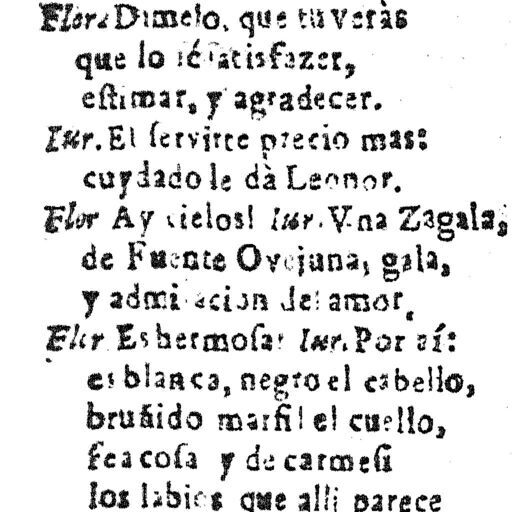 Flor. Dimelo, que tu veràs
que lo sé satisfazer,
estimar, y agradecer.
Iur. El servirte precio mas:
cuydado le dà Leonor.
Flor Ay cielos! Iur. Vna Zagala,
de Fuente Ovejuna, gala,
y admiracion del amor,
Flor Es hermosa? Iur. Por aí:
es blanca, negro el cabello,
bruñido marfil el cuello,
fea cosa y de carmesi
los labios que alli parece